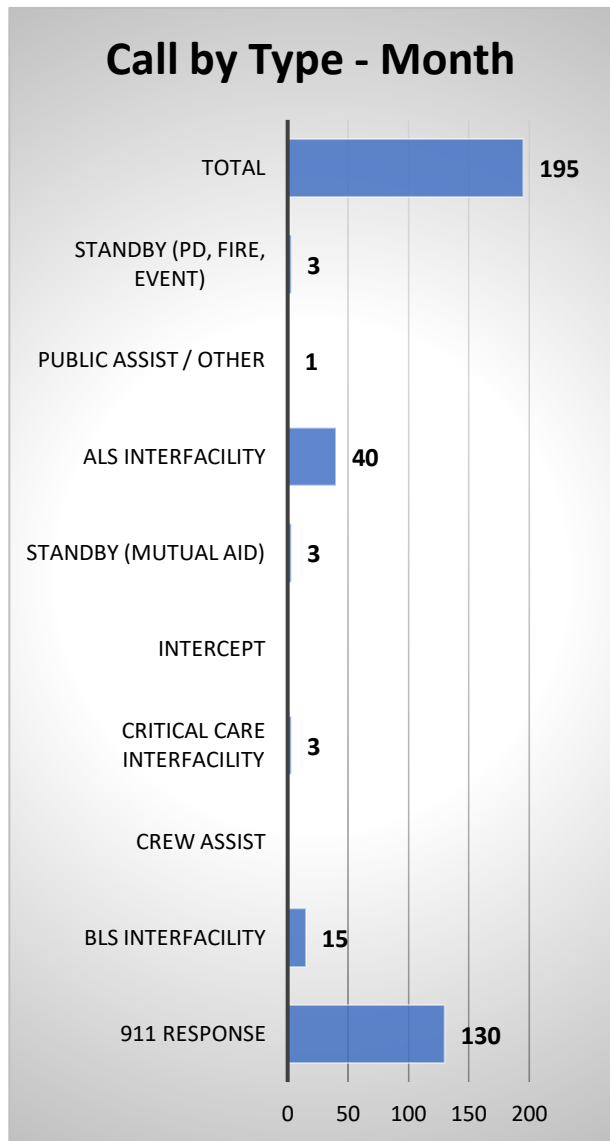 Call by Type - Month
TOTAL
195
STANDBY (PD, FIRE,
EVENT)
3
PUBLIC ASSIST / OTHER
1
ALS INTERFACILITY
40
STANDBY (MUTUAL AID)
3
INTERCEPT
CRITICAL CARE
INTERFACILITY
3
CREW ASSIST
BLS INTERFACILITY
15
911 RESPONSE
130
0 50 100 150 200